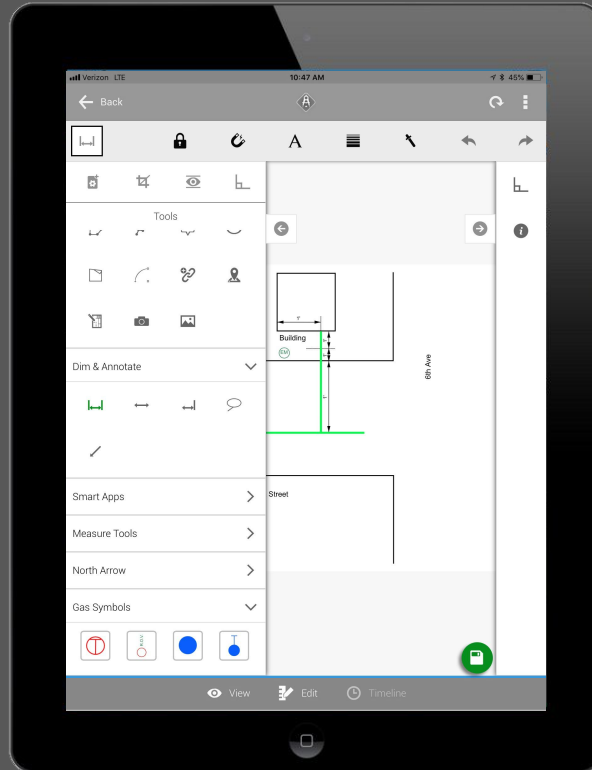 Verizon LTE 10:47 AM 45%
Back
A
Tools
Building
EM
6th Ave
Dim & Annotate
Smart Apps
Street
Measure Tools
North Arrow
Gas Symbols
View Edit Timeline